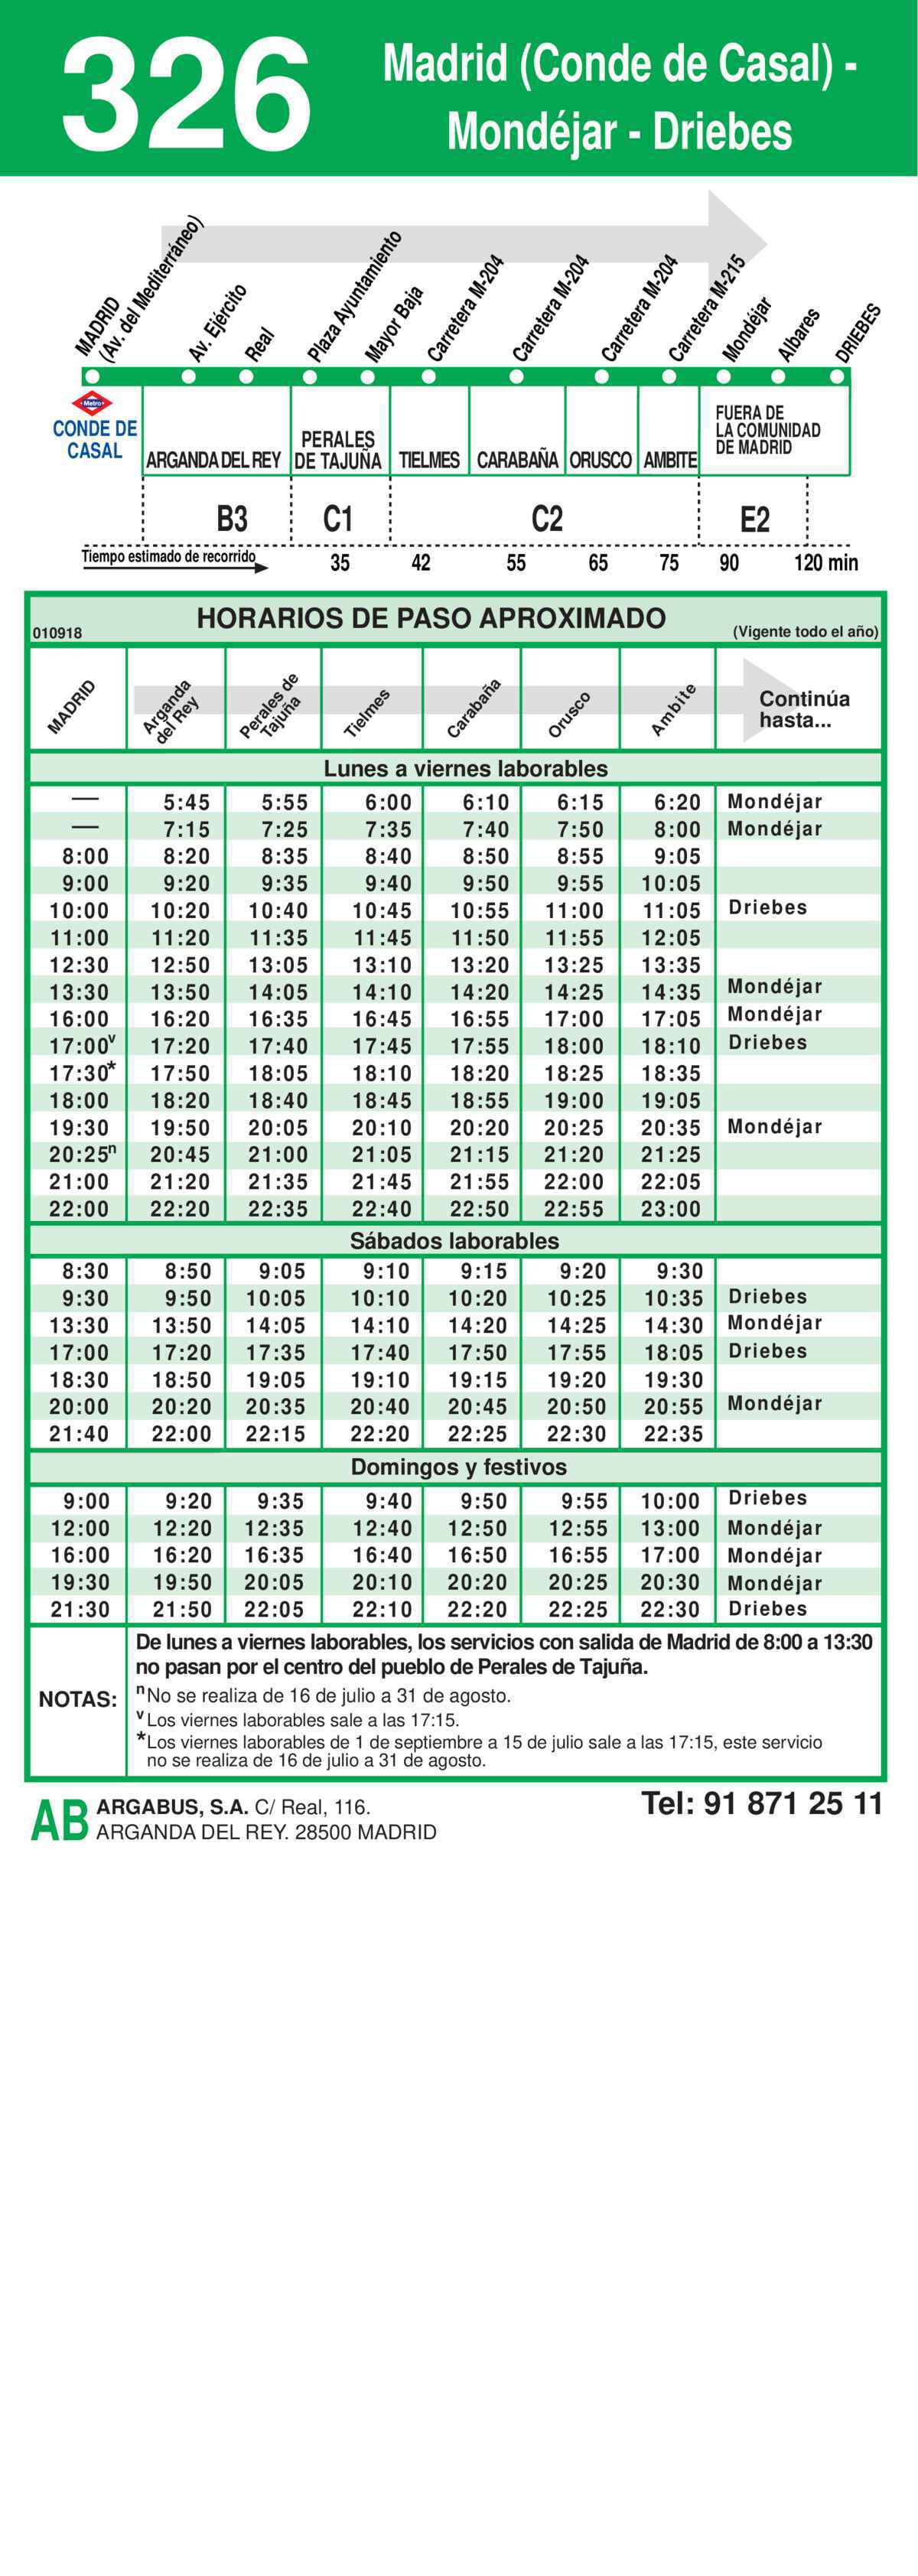 326
Madrid (Conde de Casal) -
Mondéjar - Driebes
MADRID
(Av. del Mediterráneo)
Av. Ejército
Real
Plaza Ayuntamiento
Mayor Baja
Carretera M-204
Carretera M-204
Carretera M-204
Carretera M-215
Mondéjar
Albares
DRIEBES
Metro
CONDE DE
CASAL
ARGANDA DEL REY
PERALES
DE TAJUÑA
TIELMES
CARABAÑA
ORUSCO
AMBITE
FUERA DE
LA COMUNIDAD
DE MADRID
B3 C1 C2 E2
Tiempo estimado de recorrido 35 42 55 65 75 90 120 min
010918
HORARIOS DE PASO APROXIMADO
(Vigente todo el año)
MADRID
Arganda
del Rey
Perales de
Tajuña
Tielmes
Carabaña
Orusco
Ambite
Continúa
hasta...
Lunes a viernes laborables
— 5:45 5:55 6:00 6:10 6:15 6:20 Mondéjar
— 7:15 7:25 7:35 7:40 7:50 8:00 Mondéjar
8:00 8:20 8:35 8:40 8:50 8:55 9:05
9:00 9:20 9:35 9:40 9:50 9:55 10:05
10:00 10:20 10:40 10:45 10:55 11:00 11:05 Driebes
11:00 11:20 11:35 11:45 11:50 11:55 12:05
12:30 12:50 13:05 13:10 13:20 13:25 13:35
13:30 13:50 14:05 14:10 14:20 14:25 14:35 Mondéjar
16:00 16:20 16:35 16:45 16:55 17:00 17:05 Mondéjar
17:00v 17:20 17:40 17:45 17:55 18:00 18:10 Driebes
17:30* 17:50 18:05 18:10 18:20 18:25 18:35
18:00 18:20 18:40 18:45 18:55 19:00 19:05
19:30 19:50 20:05 20:10 20:20 20:25 20:35 Mondéjar
20:25n 20:45 21:00 21:05 21:15 21:20 21:25
21:00 21:20 21:35 21:45 21:55 22:00 22:05
22:00 22:20 22:35 22:40 22:50 22:55 23:00
Sábados laborables
8:30 8:50 9:05 9:10 9:15 9:20 9:30
9:30 9:50 10:05 10:10 10:20 10:25 10:35 Driebes
13:30 13:50 14:05 14:10 14:20 14:25 14:30 Mondéjar
17:00 17:20 17:35 17:40 17:50 17:55 18:05 Driebes
18:30 18:50 19:05 19:10 19:15 19:20 19:30
20:00 20:20 20:35 20:40 20:45 20:50 20:55 Mondéjar
21:40 22:00 22:15 22:20 22:25 22:30 22:35
Domingos y festivos
9:00 9:20 9:35 9:40 9:50 9:55 10:00 Driebes
12:00 12:20 12:35 12:40 12:50 12:55 13:00 Mondéjar
16:00 16:20 16:35 16:40 16:50 16:55 17:00 Mondéjar
19:30 19:50 20:05 20:10 20:20 20:25 20:30 Mondéjar
21:30 21:50 22:05 22:10 22:20 22:25 22:30 Driebes
NOTAS:
De lunes a viernes laborables, los servicios con salida de Madrid de 8:00 a 13:30
no pasan por el centro del pueblo de Perales de Tajuña.
n No se realiza de 16 de julio a 31 de agosto.
v Los viernes laborables sale a las 17:15.
* Los viernes laborables de 1 de septiembre a 15 de julio sale a las 17:15, este servicio
no se realiza de 16 de julio a 31 de agosto.
AB
ARGABUS, S.A. C/ Real, 116.
ARGANDA DEL REY. 28500 MADRID
Tel: 91 871 25 11